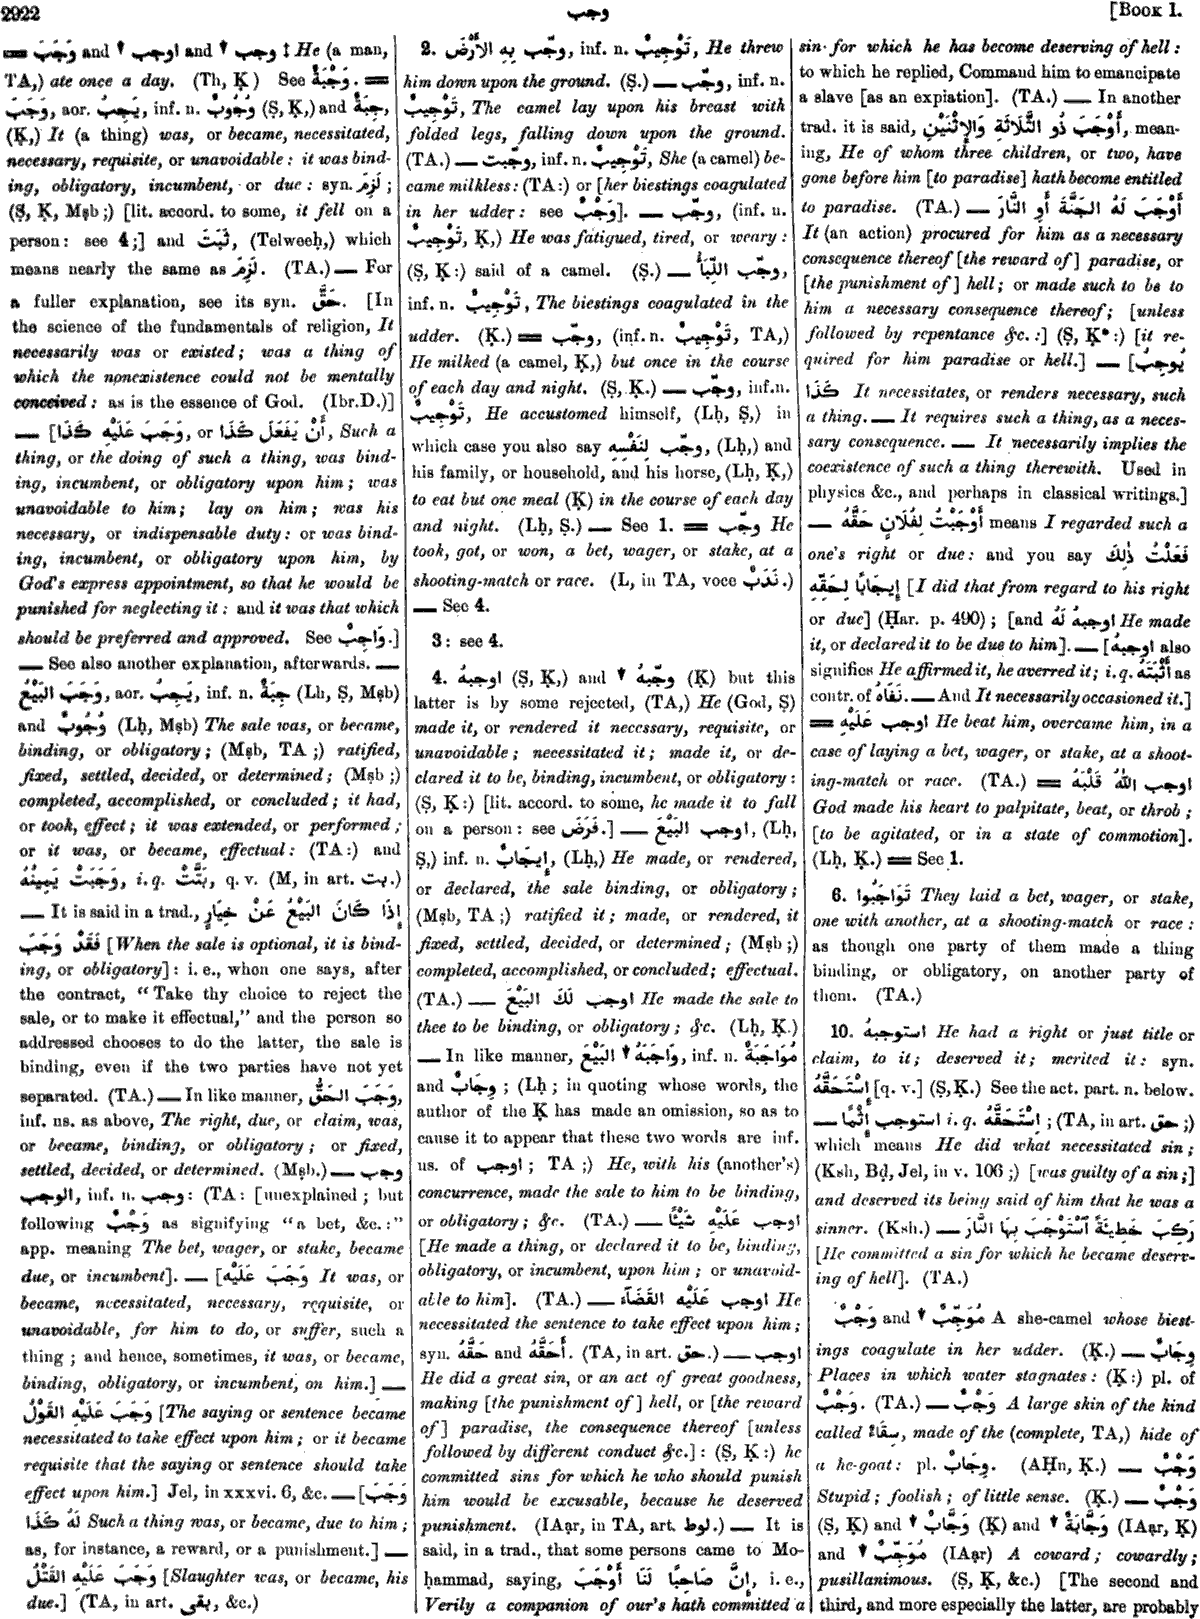 2922
وجب
[BOOK I.
═ وَجَبَ and ▾ اوجب and ▾ وجب ‡ He (a man,
TA,) ate once a day. (Th, Ḳ) See وَجْبَةٌ. ═
وَجَبَ, aor. يَجِبُ, inf. n. وُجُوبٌ (Ṣ, Ḳ,) and جِبَةٌ,
(Ḳ,) It (a thing) was, or became, necessitated,
necessary, requisite, or unavoidable: it was bind-
ing, obligatory, incumbent, or due: syn. لَزِمَ;
(Ṣ, Ḳ, Mṣb;) [lit. accord. to some, it fell on a
person: see 4;] and ثَبَتَ, (Telweeḥ,) which
means nearly the same as لَزِمَ. (TA.) — For
a fuller explanation, see its syn. حَقَّ. [In
the science of the fundamentals of religion, It
necessarily was or existed; was a thing of
which the nonexistence could not be mentally
conceived: as is the essence of God. (Ibr.D.)]
— [وَجَبَ عَلَيْهِ كَذَا, or أَنْ يَفْعَلَ كَذَا, Such a
thing, or the doing of such a thing, was bind-
ing, incumbent, or obligatory upon him; was
unavoidable to him; lay on him; was his
necessary, or indispensable duty: or was bind-
ing, incumbent, or obligatory upon him, by
God's express appointment, so that he would be
punished for neglecting it: and it was that which
should be preferred and approved. See وَاجِبٌ.]
— See also another explanation, afterwards. —
وَجَبَ البَيْعُ, aor. يَجِبُ, inf. n. جِبَةٌ (Lḥ, Ṣ, Mṣb)
and وُجُوبٌ (Lḥ, Mṣb) The sale was, or became,
binding, or obligatory; (Mṣb, TA;) ratified,
fixed, settled, decided, or determined; (Mṣb;)
completed, accomplished, or concluded; it had,
or took, effect; it was extended, or performed;
or it was, or became, effectual: (TA:) and
وَجَبَتْ يَمِينُهُ, i.q. بَتَّتْ, q. v. (M, in art. بت.)
— It is said in a trad., إِذَا كَانَ البَيْعُ عَنْ خِيَارٍ
فَقَدْ وَجَبَ [When the sale is optional, it is bind-
ing, or obligatory]: i. e., when one says, after
the contract, "Take thy choice to reject the
sale, or to make it effectual," and the person so
addressed chooses to do the latter, the sale is
binding, even if the two parties have not yet
separated. (TA.) — In like manner, وَجَبَ الحَقُّ,
inf. ns. as above, The right, due, or claim, was,
or became, binding, or obligatory; or fixed,
settled, decided, or determined. (Mṣb.) — وجب
الوجب, inf. n. وجب: (TA: [unexplained; but
following وَجْبٌ as signifying "a bet, &c.:"
app. meaning The bet, wager, or stake, became
due, or incumbent]. — [وَجَبَ عَلَيْهِ It was, or
became, necessitated, necessary, requisite, or
unavoidable, for him to do, or suffer, such a
thing; and hence, sometimes, it was, or became,
binding, obligatory, or incumbent, on him.] —
وَجَبَ عَلَيْهِ القَوْلُ [The saying or sentence became
necessitated to take effect upon him; or it became
requisite that the saying or sentence should take
effect upon him.] Jel, in xxxvi. 6, &c. — [وَجَبَ
لَهُ كَذَا Such a thing was, or became, due to him;
as, for instance, a reward, or a punishment.] —
وَجَبَ عَلَيْهِ القَتْلُ [Slaughter was, or became, his
due.] (TA, in art. بقى, &c.)
2. وجّب بِهِ الأَرْضَ, inf. n. تَوْجِيبٌ, He threw
him down upon the ground. (Ṣ.) — وجّب, inf. n.
تَوْجِيبٌ, The camel lay upon his breast with
folded legs, falling down upon the ground.
(TA.) — وجّبت, inf. n. تَوْجِيبٌ, She (a camel) be-
came milkless: (TA:) or [her biestings coagulated
in her udder: see وَجْبٌ]. — وجّب, (inf. n.
تَوْجِيبٌ, Ḳ,) He was fatigued, tired, or weary:
(Ṣ, Ḳ:) said of a camel. (Ṣ.) — وجّب اللِّبَأُ,
inf. n. تَوْجِيبٌ, The biestings coagulated in the
udder. (Ḳ.) ═ وجّب, (inf. n. تَوْجِيبٌ, TA,)
He milked (a camel, Ḳ,) but once in the course
of each day and night. (Ṣ, Ḳ.) — وجّب, inf. n.
تَوْجِيبٌ, He accustomed himself, (Lḥ, Ṣ,) in
which case you also say وجّب لِنَفْسِهِ, (Lḥ,) and
his family, or household, and his horse, (Lḥ, Ḳ,)
to eat but one meal (Ḳ) in the course of each day
and night. (Lḥ, Ṣ.) — See 1. ═ وجّب He
took, got, or won, a bet, wager, or stake, at a
shooting-match or race. (L, in TA, voce نَدَبٌ.)
— See 4.
3: see 4.
4. اوجبهُ (Ṣ, Ḳ,) and ▾ وجّبهُ (Ḳ) but this
latter is by some rejected, (TA,) He (God, Ṣ)
made it, or rendered it necessary, requisite, or
unavoidable; necessitated it; made it, or de-
clared it to be, binding, incumbent, or obligatory:
(Ṣ, Ḳ:) [lit. accord. to some, he made it to fall
on a person: see فَرَضَ.] — اوجب البَيْعَ, (Lḥ,
Ṣ,) inf. n. إِيجَابٌ, (Lḥ,) He made, or rendered,
or declared, the sale binding, or obligatory;
(Mṣb, TA;) ratified it; made, or rendered, it
fixed, settled, decided, or determined; (Mṣb;)
completed, accomplished, or concluded; effectual.
(TA.) — اوجب لَكَ البَيْعَ He made the sale to
thee to be binding, or obligatory; &c. (Lḥ, Ḳ.)
— In like manner, وَاجَبَهُ ▾ البَيْعَ, inf. n. مُوَاجَبَةٌ
and وِجَابٌ; (Lḥ; in quoting whose words, the
author of the Ḳ has made an omission, so as to
cause it to appear that these two words are inf.
ns. of اوجب; TA;) He, with his (another's)
concurrence, made the sale to him to be binding,
or obligatory; &c. (TA.) — اوجب عَلَيْهِ شَيْئًا
[He made a thing, or declared it to be, binding,
obligatory, or incumbent, upon him; or unavoid-
able to him]. (TA.) — اوجب عَلَيْهِ القَضَآءَ He
necessitated the sentence to take effect upon him;
syn. حَقَّهُ and أَحَقَّهُ. (TA, in art. حق.) — اوجب
He did a great sin, or an act of great goodness,
making [the punishment of] hell, or [the reward
of] paradise, the consequence thereof [unless
followed by different conduct &c.]: (Ṣ, Ḳ:) he
committed sins for which he who should punish
him would be excusable, because he deserved
punishment. (IAạr, in TA, art. لوط.) — It is
said, in a trad., that some persons came to Mo-
ḥammad, saying, إِنَّ صَاحِبًا لَنَا أَوْجَبَ, i. e.,
Verily a companion of our's hath committed a
sin for which he has become deserving of hell:
to which he replied, Command him to emancipate
a slave [as an expiation]. (TA.) — In another
trad. it is said, أَوْجَبَ ذُو الثَّلَاثَةِ وَالِإثْنَيْنِ, mean-
ing, He of whom three children, or two, have
gone before him [to paradise] hath become entitled
to paradise. (TA.) — أَوْجَبَ لَهُ الجَنَّةَ أَوِ النَّارَ
It (an action) procured for him as a necessary
consequence thereof [the reward of] paradise, or
[the punishment of] hell; or made such to be to
him a necessary consequence thereof; [unless
followed by repentance &c.:] (Ṣ, Ḳ*:) [it re-
quired for him paradise or hell.] — [يُوجِبُ
كَذَا It necessitates, or renders necessary, such
a thing. — It requires such a thing, as a neces-
sary consequence. — It necessarily implies the
coexistence of such a thing therewith. Used in
physics &c., and perhaps in classical writings.]
— أَوْجَبْتُ لِفُلَانٍ حَقَّهُ means I regarded such a
one's right or due: and you say فَعَلْتُ ذٰلِكَ
إِيجَابًا لِحَقِّهِ [I did that from regard to his right
or due] (Ḥar. p. 490); [and اوجبهُ لَهُ He made
it, or declared it to be due to him]. — [اوجبهُ also
signifies He affirmed it, he averred it; i.q. أَثْبَتَهُ as
contr. of نَفَاهُ. — And It necessarily occasioned it.]
═ اوجب عَلَيْهِ He beat him, overcame him, in a
case of laying a bet, wager, or stake, at a shoot-
ing-match or race. (TA.) ═ اوجب اللّٰهُ قَلْبَهُ
God made his heart to palpitate, beat, or throb;
[to be agitated, or in a state of commotion].
(Lḥ, Ḳ.) ═ See 1.
6. تَوَاجَبُوا They laid a bet, wager, or stake,
one with another, at a shooting-match or race:
as though one party of them made a thing
binding, or obligatory, on another party of
them. (TA.)
10. استوجبهُ He had a right or just title or
claim, to it; deserved it; merited it: syn.
إِسْتَحَقَّهُ [q. v.] (Ṣ, Ḳ.) See the act. part. n. below.
— استوجب إِثْمًا i. q. اسْتَحَقَّهُ; (TA, in art. حق;)
which means He did what necessitated sin;
(Ksh, Bḍ, Jel, in v. 106;) [was guilty of a sin;]
and deserved its being said of him that he was a
sinner. (Ksh.) — رَكِبَ خَطِيئَةً ٱسْتَوْجَبَ بِهَا النَّارَ
[He committed a sin for which he became deserv-
ing of hell]. (TA.)
وَجْبٌ and ▾ مُوَجِّبٌ A she-camel whose biest-
ings coagulate in her udder. (Ḳ.) — وِجَابٌ
Places in which water stagnates: (Ḳ:) pl. of
وَجْبٌ. (TA.) — وَجْبٌ A large skin of the kind
called سِقَاءٌ, made of the (complete, TA,) hide of
a he-goat: pl. وِجَابٌ. (AḤn, Ḳ.) — وَجْبٌ
Stupid; foolish; of little sense. (Ḳ.) — وَجْبٌ
(Ṣ, Ḳ) and ▾ وَجَّابٌ (Ḳ) and ▾ وَجَّابَةٌ (IAạr, Ḳ)
and ▾ مُوَجِّبٌ (IAạr) A coward; cowardly;
pusillanimous. (Ṣ, Ḳ, &c.) [The second and
third, and more especially the latter, are probably